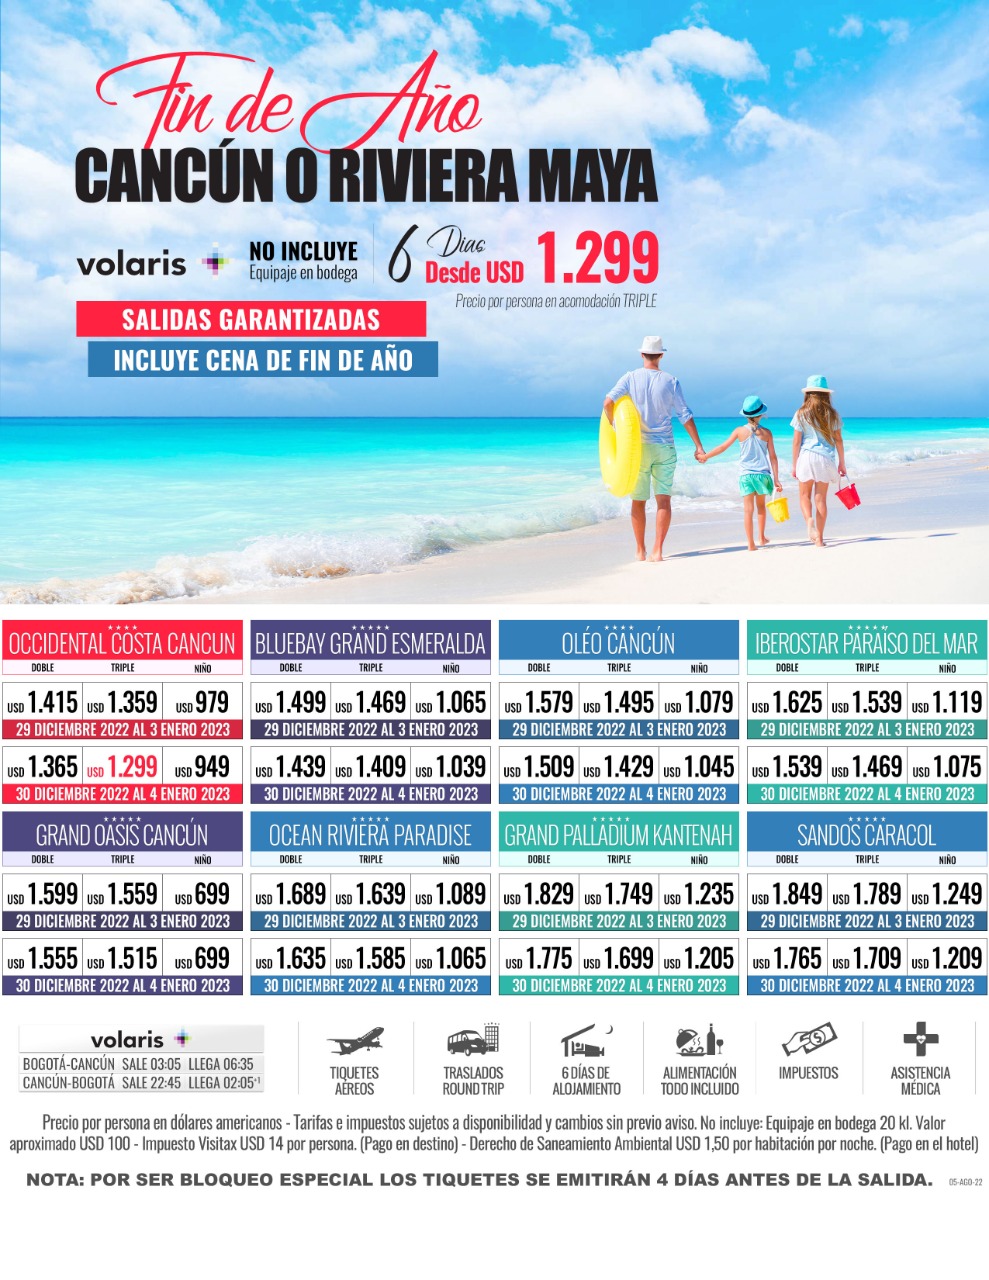 Fin de Año
CANCÚN O RIVIERA MAYA
volaris
NO INCLUYE
Equipaje en bodega
6 Dias
Desde USD 1.299
Precio por persona en acomodación TRIPLE
SALIDAS GARANTIZADAS
INCLUYE CENA DE FIN DE AÑO
OCCIDENTAL COSTA CANCUN
DOBLE TRIPLE NIÑO
USD 1.415 USD 1.359 USD 979
29 DICIEMBRE 2022 AL 3 ENERO 2023
USD 1.365 USD 1.299 USD 949
30 DICIEMBRE 2022 AL 4 ENERO 2023
BLUEBAY GRAND ESMERALDA
DOBLE TRIPLE NIÑO
USD 1.499 USD 1.469 USD 1.065
29 DICIEMBRE 2022 AL 3 ENERO 2023
USD 1.439 USD 1.409 USD 1.039
30 DICIEMBRE 2022 AL 4 ENERO 2023
OLÉO CANCÚN
DOBLE TRIPLE NIÑO
USD 1.579 USD 1.495 USD 1.079
29 DICIEMBRE 2022 AL 3 ENERO 2023
USD 1.509 USD 1.429 USD 1.045
30 DICIEMBRE 2022 AL 4 ENERO 2023
IBEROSTAR PARAÍSO DEL MAR
DOBLE TRIPLE NIÑO
USD 1.625 USD 1.539 USD 1.119
29 DICIEMBRE 2022 AL 3 ENERO 2023
USD 1.539 USD 1.469 USD 1.075
30 DICIEMBRE 2022 AL 4 ENERO 2023
GRAND OASIS CANCÚN
DOBLE TRIPLE NIÑO
USD 1.599 USD 1.559 USD 699
29 DICIEMBRE 2022 AL 3 ENERO 2023
USD 1.555 USD 1.515 USD 699
30 DICIEMBRE 2022 AL 4 ENERO 2023
OCEAN RIVIERA PARADISE
DOBLE TRIPLE NIÑO
USD 1.689 USD 1.639 USD 1.089
29 DICIEMBRE 2022 AL 3 ENERO 2023
USD 1.635 USD 1.585 USD 1.065
30 DICIEMBRE 2022 AL 4 ENERO 2023
GRAND PALLADIUM KANTENAH
DOBLE TRIPLE NIÑO
USD 1.829 USD 1.749 USD 1.235
29 DICIEMBRE 2022 AL 3 ENERO 2023
USD 1.775 USD 1.699 USD 1.205
30 DICIEMBRE 2022 AL 4 ENERO 2023
SANDOS CARACOL
DOBLE TRIPLE NIÑO
USD 1.849 USD 1.789 USD 1.249
29 DICIEMBRE 2022 AL 3 ENERO 2023
USD 1.765 USD 1.709 USD 1.209
30 DICIEMBRE 2022 AL 4 ENERO 2023
volaris
BOGOTÁ-CANCÚN SALE 03:05 LLEGA 06:35
CANCÚN-BOGOTÁ SALE 22:45 LLEGA 02:05+1
TIQUETES
AÉREOS
TRASLADOS
ROUND TRIP
6 DÍAS DE
ALOJAMIENTO
ALIMENTACIÓN
TODO INCLUIDO
IMPUESTOS
ASISTENCIA
MÉDICA
Precio por persona en dólares americanos - Tarifas e impuestos sujetos a disponibilidad y cambios sin previo aviso. No incluye: Equipaje en bodega 20 kl. Valor
aproximado USD 100 - Impuesto Visitax USD 14 por persona. (Pago en destino) - Derecho de Saneamiento Ambiental USD 1,50 por habitación por noche. (Pago en el hotel)
NOTA: POR SER BLOQUEO ESPECIAL LOS TIQUETES SE EMITIRÁN 4 DÍAS ANTES DE LA SALIDA.
05-AGO-22